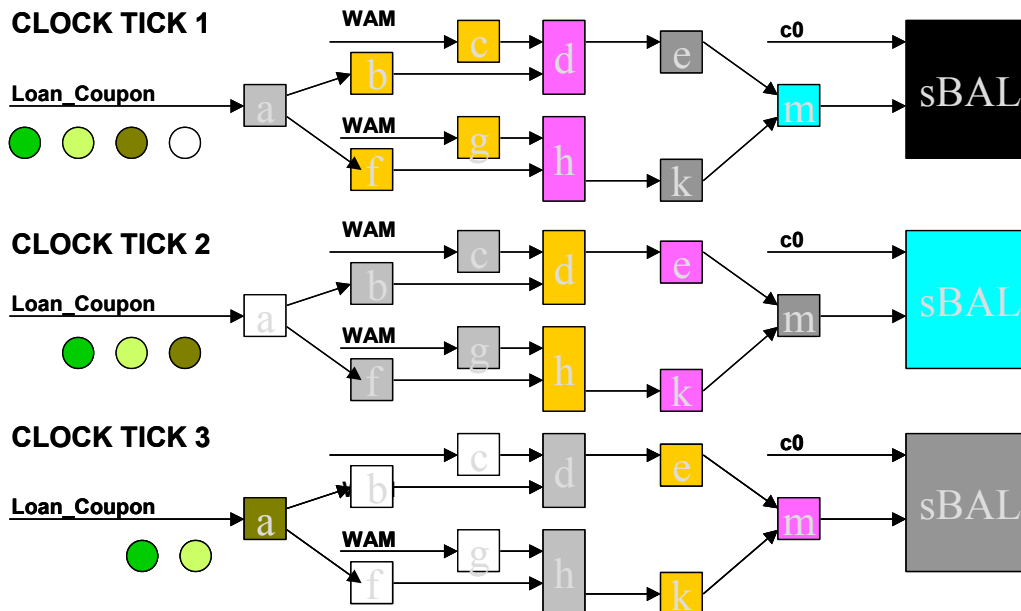 CLOCK TICK 1
WAM
c0
c
d
e
b
sBAL
Loan_Coupon
a
m
WAM
g
h
f
k
CLOCK TICK 2
WAM
c0
c
d
e
b
sBAL
Loan_Coupon
a
m
WAM
g
h
f
k
CLOCK TICK 3
c0
c
d
e
b
sBAL
Loan_Coupon
a
m
WAM
g
h
f
k